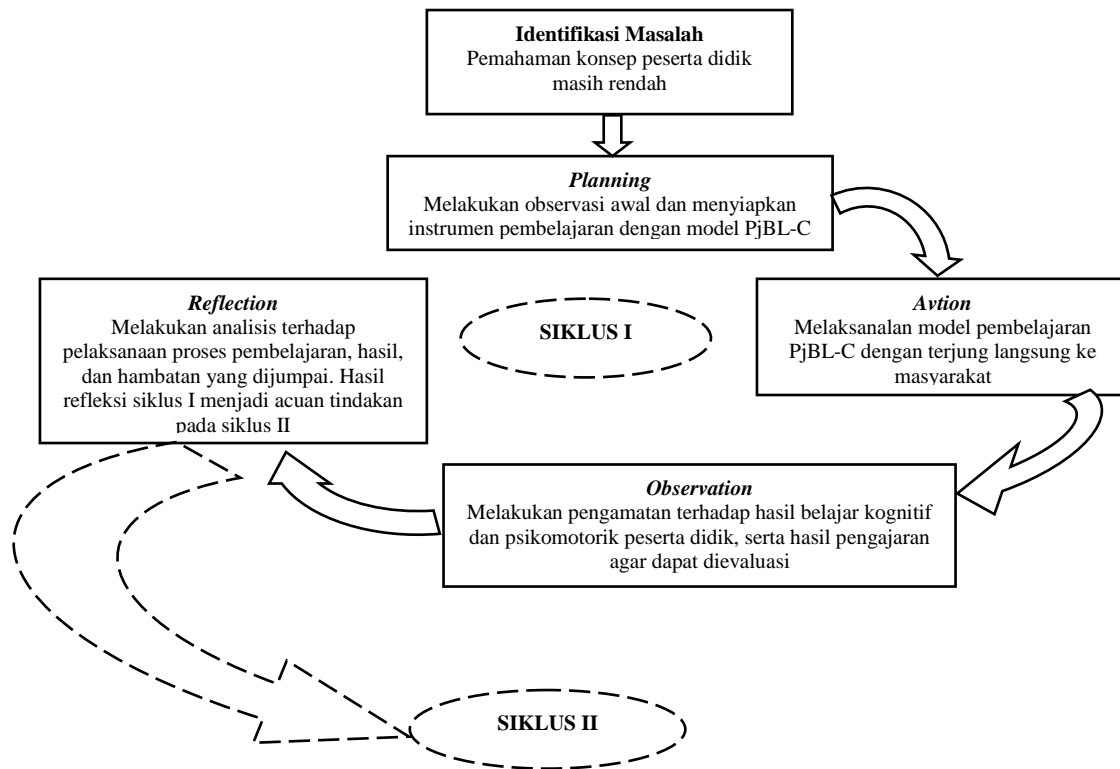 Identifikasi Masalah
Pemahaman konsep peserta didik
masih rendah
Planning
Melakukan observasi awal dan menyiapkan
instrumen pembelajaran dengan model PjBL-C
Avtion
Melaksanalan model pembelajaran
PjBL-C dengan terjung langsung ke
masyarakat
Observation
Melakukan pengamatan terhadap hasil belajar kognitif
dan psikomotorik peserta didik, serta hasil pengajaran
agar dapat dievaluasi
Reflection
Melakukan analisis terhadap
pelaksanaan proses pembelajaran, hasil,
dan hambatan yang dijumpai. Hasil
refleksi siklus I menjadi acuan tindakan
pada siklus II
SIKLUS I
SIKLUS II